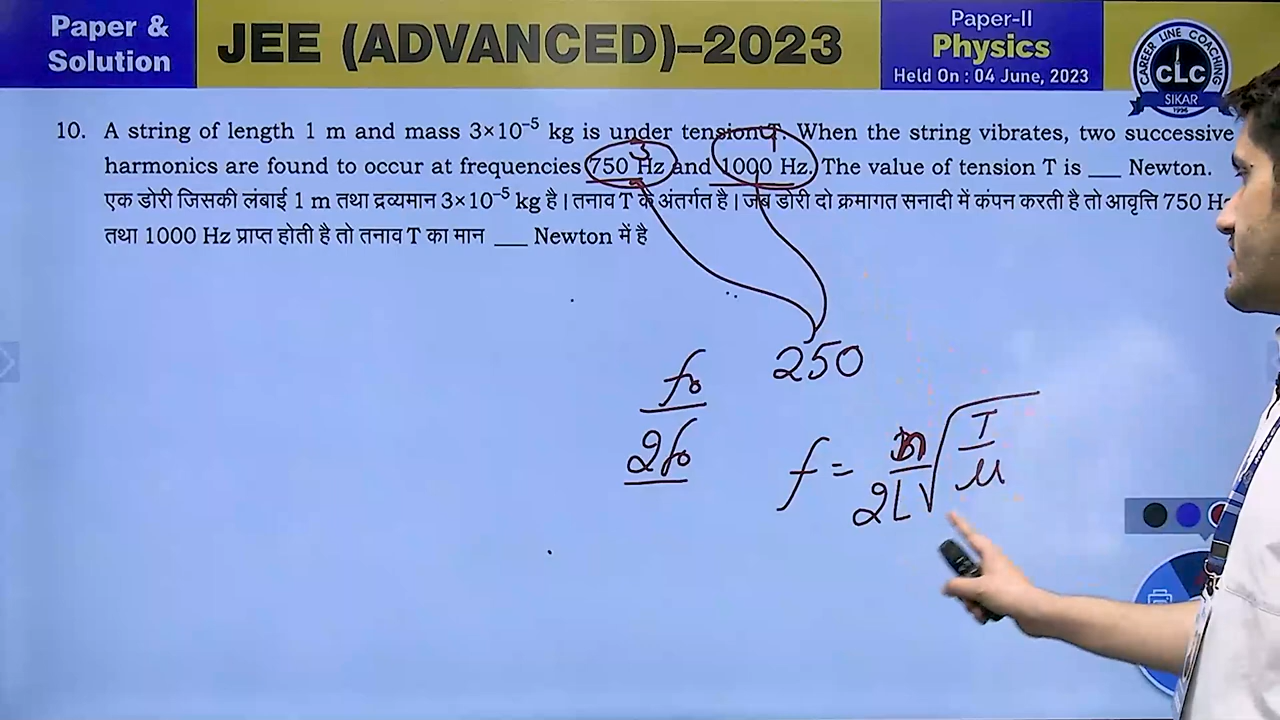 Paper &
Solution
JEE (ADVANCED)–2023
Paper-II
Physics
Held On : 04 June, 2023
CAREER LINE COACHING
CLC
SIKAR
1996
10. A string of length 1 m and mass 3×10⁻⁵ kg is under tension T. When the string vibrates, two successive
harmonics are found to occur at frequencies 750 Hz and 1000 Hz. The value of tension T is ___ Newton.
एक डोरी जिसकी लंबाई 1 m तथा द्रव्यमान 3×10⁻⁵ kg है। तनाव T के अंतर्गत है। जब डोरी दो क्रमागत सनादी में कंपन करती है तो आवृत्ति 750 H
तथा 1000 Hz प्राप्त होती है तो तनाव T का मान ___ Newton में है
3
f₀
2f₀
250
f = n/2L √T/μ